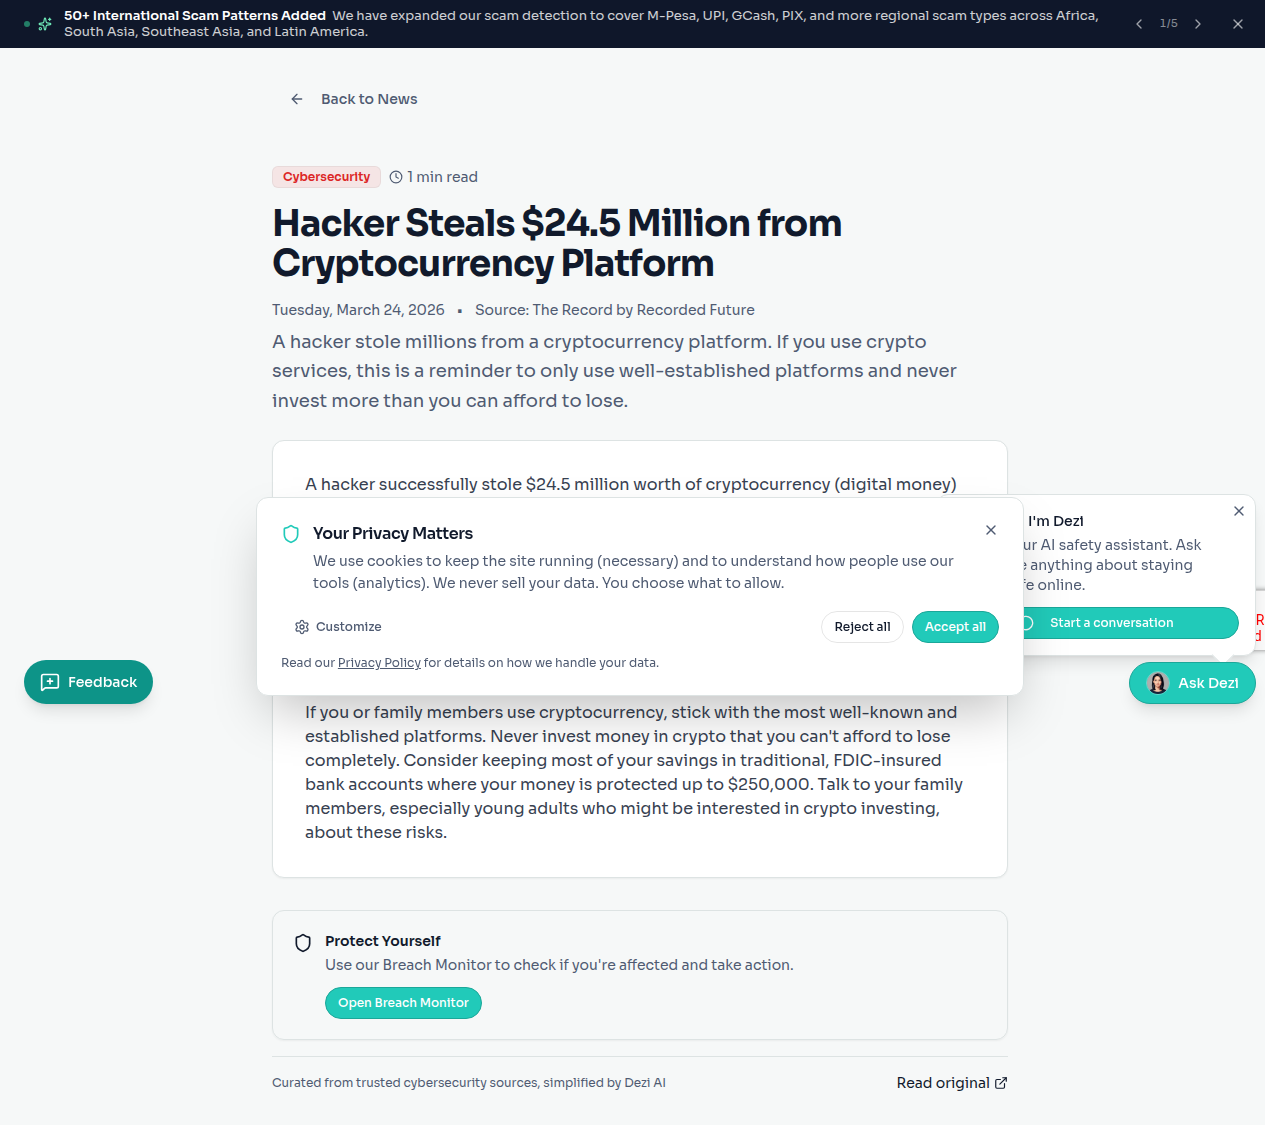 50+ International Scam Patterns Added We have expanded our scam detection to cover M-Pesa, UPI, GCash, PIX, and more regional scam types across Africa,
South Asia, Southeast Asia, and Latin America.
1/5
Back to News
Cybersecurity
1 min read
Hacker Steals $24.5 Million from
Cryptocurrency Platform
Tuesday, March 24, 2026 • Source: The Record by Recorded Future
A hacker stole millions from a cryptocurrency platform. If you use crypto
services, this is a reminder to only use well-established platforms and never
invest more than you can afford to lose.
A hacker successfully stole $24.5 million worth of cryptocurrency (digital money)
Your Privacy Matters
We use cookies to keep the site running (necessary) and to understand how people use our
tools (analytics). We never sell your data. You choose what to allow.
Customize
Reject all
Accept all
Read our Privacy Policy for details on how we handle your data.
I'm Dezi
AI safety assistant. Ask
anything about staying
online.
Start a conversation
Feedback
Ask Dezi
If you or family members use cryptocurrency, stick with the most well-known and
established platforms. Never invest money in crypto that you can't afford to lose
completely. Consider keeping most of your savings in traditional, FDIC-insured
bank accounts where your money is protected up to $250,000. Talk to your family
members, especially young adults who might be interested in crypto investing,
about these risks.
Protect Yourself
Use our Breach Monitor to check if you're affected and take action.
Open Breach Monitor
Curated from trusted cybersecurity sources, simplified by Dezi AI
Read original